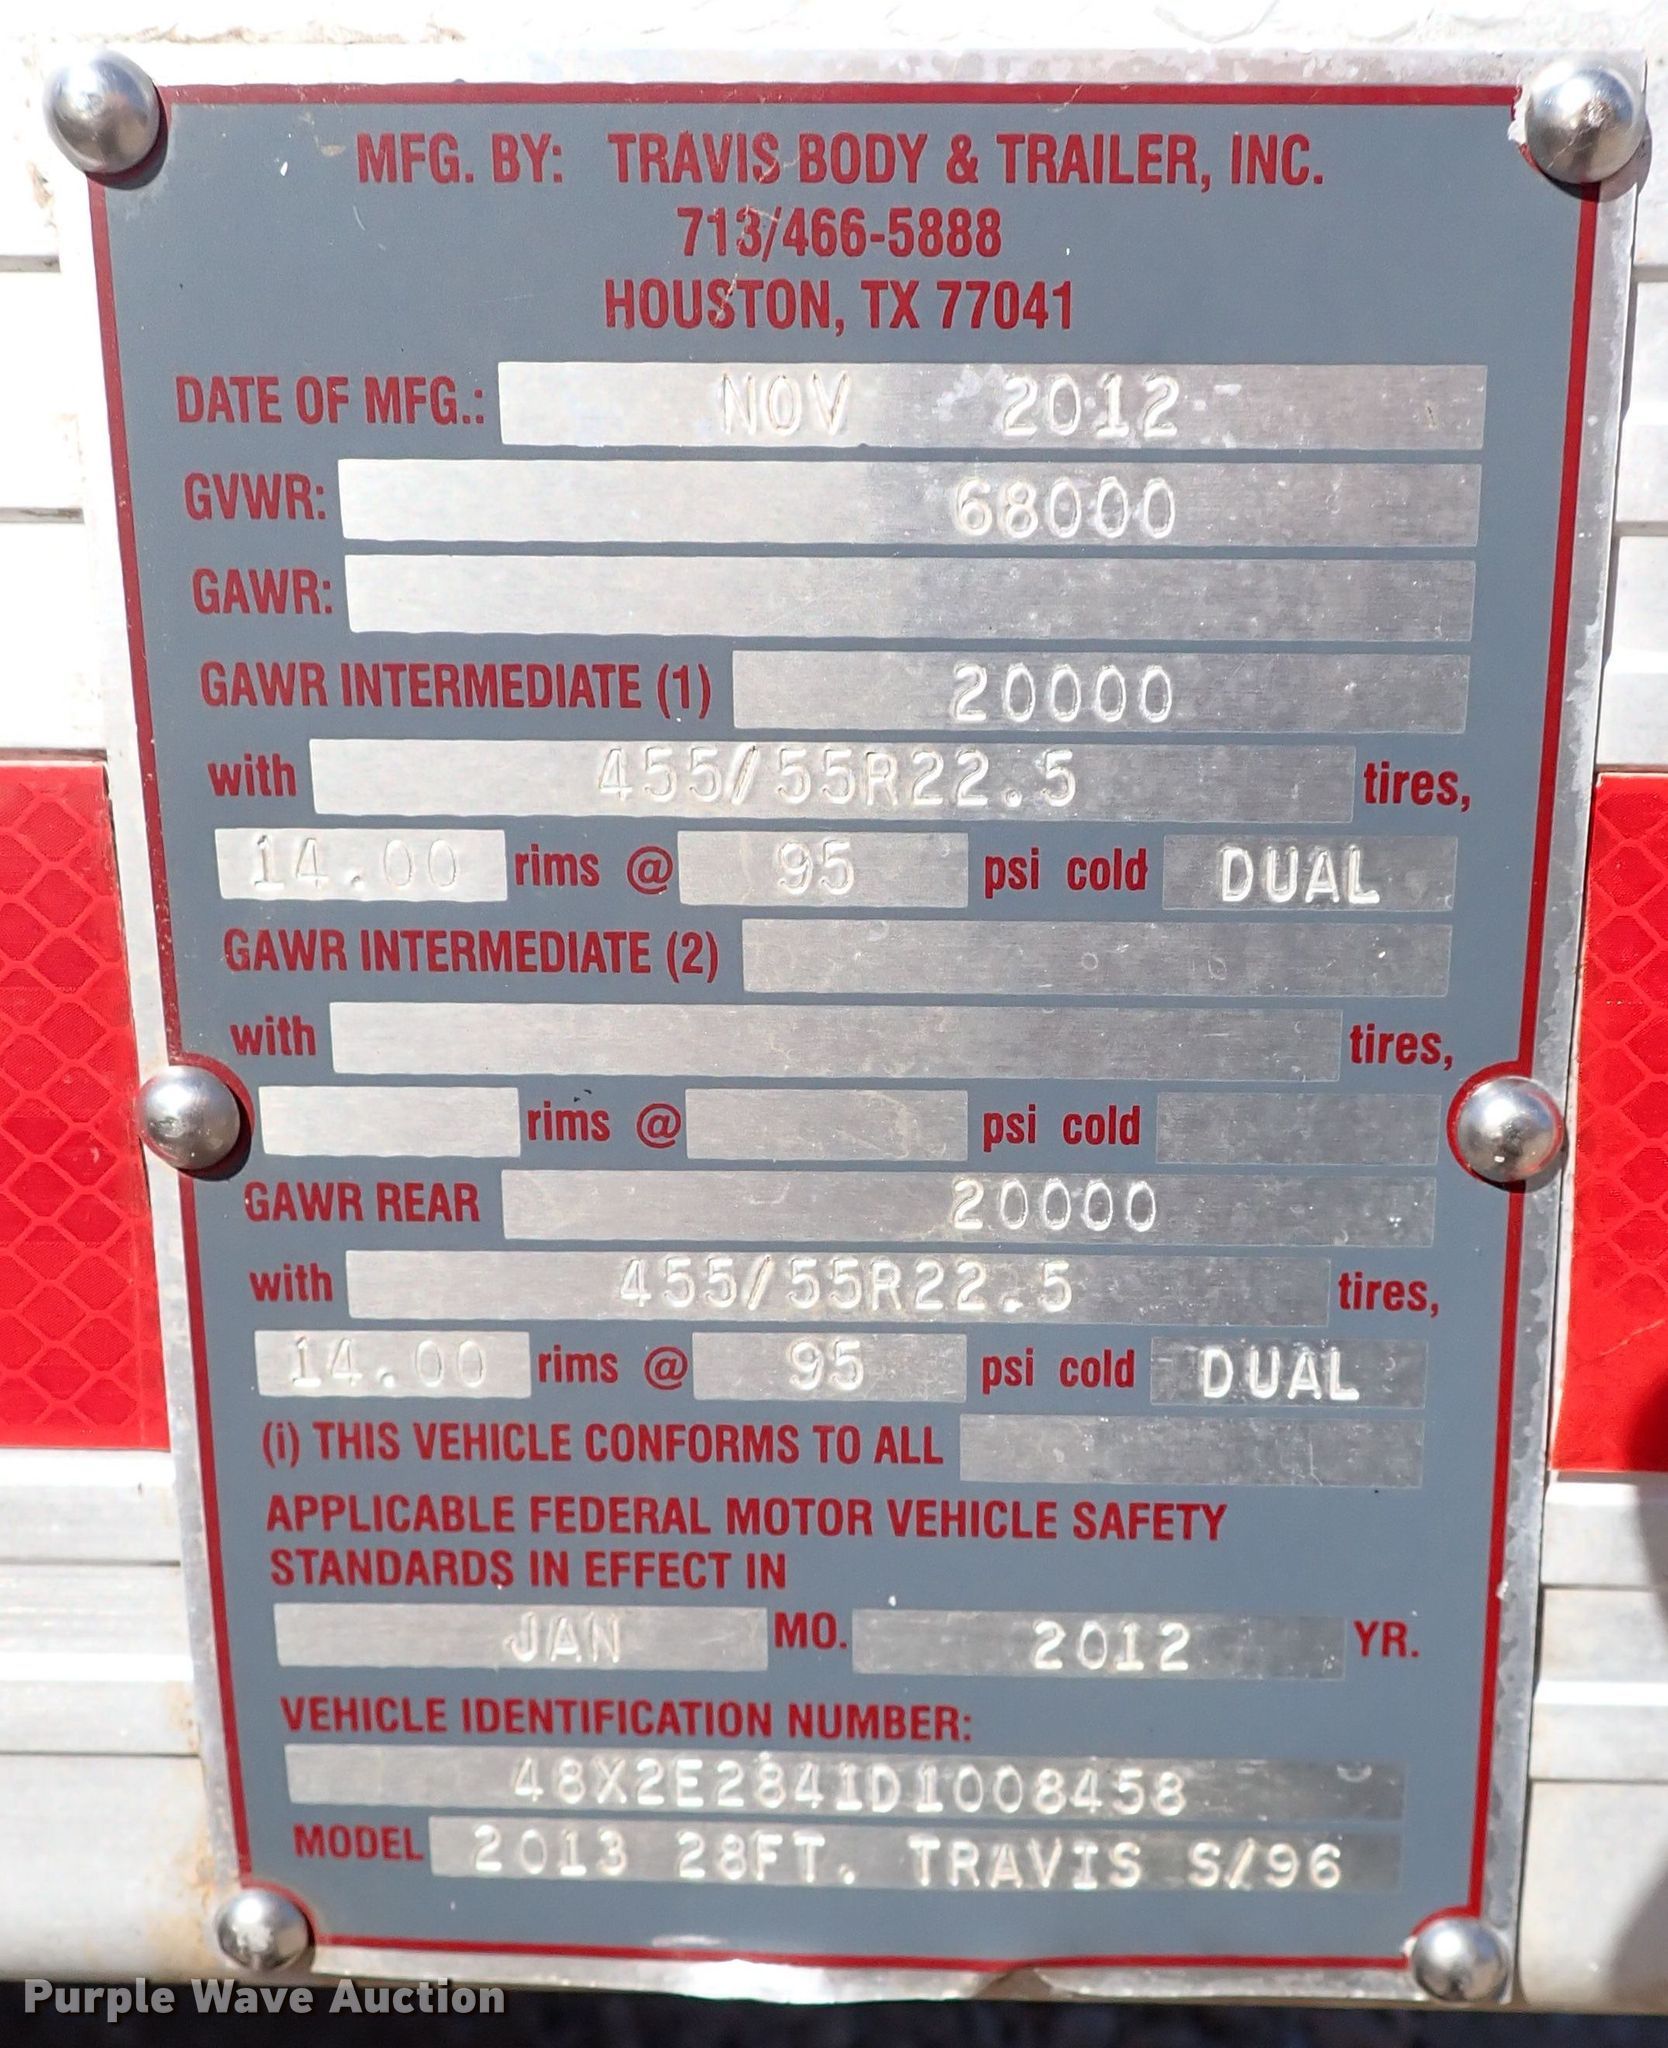 MFG. BY: TRAVIS BODY & TRAILER, INC.
713/466-5888
HOUSTON, TX 77041
DATE OF MFG.: NOV 2012
GVWR: 68000
GAWR:
GAWR INTERMEDIATE (1) 20000
with 455/55R22.5 tires,
14.00 rims @ 95 psi cold DUAL
GAWR INTERMEDIATE (2)
with tires,
rims @ psi cold
GAWR REAR 20000
with 455/55R22.5 tires,
14.00 rims @ 95 psi cold DUAL
(i) THIS VEHICLE CONFORMS TO ALL
APPLICABLE FEDERAL MOTOR VEHICLE SAFETY
STANDARDS IN EFFECT IN
JAN MO. 2012 YR.
VEHICLE IDENTIFICATION NUMBER:
48X2E2841D1008458
MODEL 2013 28FT. TRAVIS S/96
Purple Wave Auction